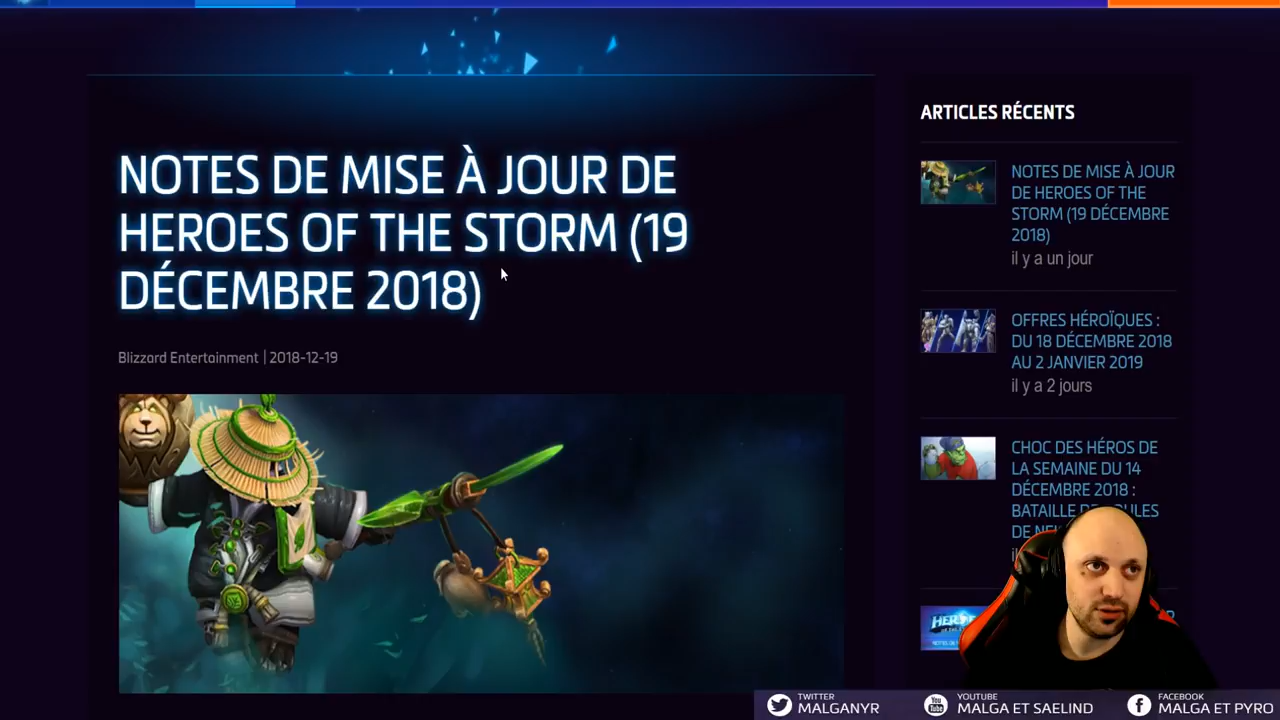 NOTES DE MISE À JOUR DE
HEROES OF THE STORM (19
DÉCEMBRE 2018)
Blizzard Entertainment | 2018-12-19
ARTICLES RÉCENTS
NOTES DE MISE À JOUR
DE HEROES OF THE
STORM (19 DÉCEMBRE
2018)
il y a un jour
OFFRES HÉROÏQUES :
DU 18 DÉCEMBRE 2018
AU 2 JANVIER 2019
il y a 2 jours
CHOC DES HÉROS DE
LA SEMAINE DU 14
DÉCEMBRE 2018 :
BATAILLE
DE
TWITTER
MALGANYR
YOUTUBE
MALGA ET SAELIND
FACEBOOK
MALGA ET PYRO